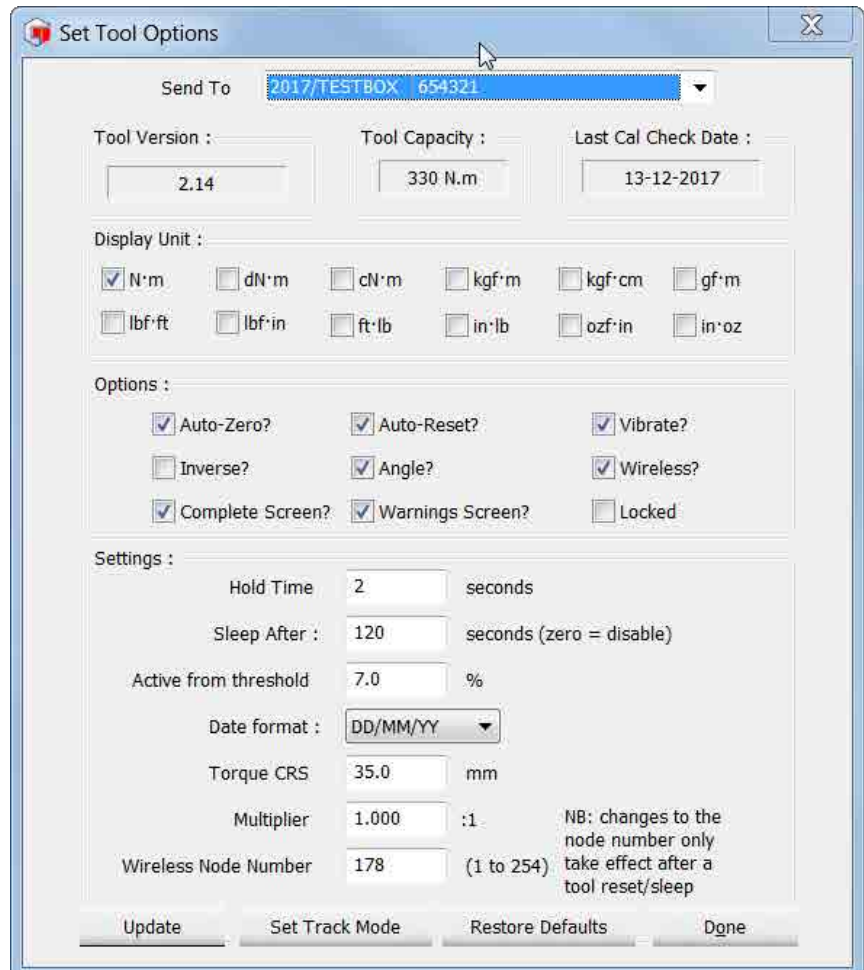 Set Tool Options
Send To 2017/TESTBOX 654321
Tool Version : Tool Capacity : Last Cal Check Date :
2.14 330 N.m 13-12-2017
Display Unit :
N·m dN·m cN·m kgf·m kgf·cm gf·m
lbf·ft lbf·in ft·lb in·lb ozf·in in·oz
Options :
Auto-Zero? Auto-Reset? Vibrate?
Inverse? Angle? Wireless?
Complete Screen? Warnings Screen? Locked
Settings :
Hold Time 2 seconds
Sleep After : 120 seconds (zero = disable)
Active from threshold 7.0 %
Date format : DD/MM/YY
Torque CRS 35.0 mm
Multiplier 1.000 :1
Wireless Node Number 178 (1 to 254)
NB: changes to the
node number only
take effect after a
tool reset/sleep
Update Set Track Mode Restore Defaults Done